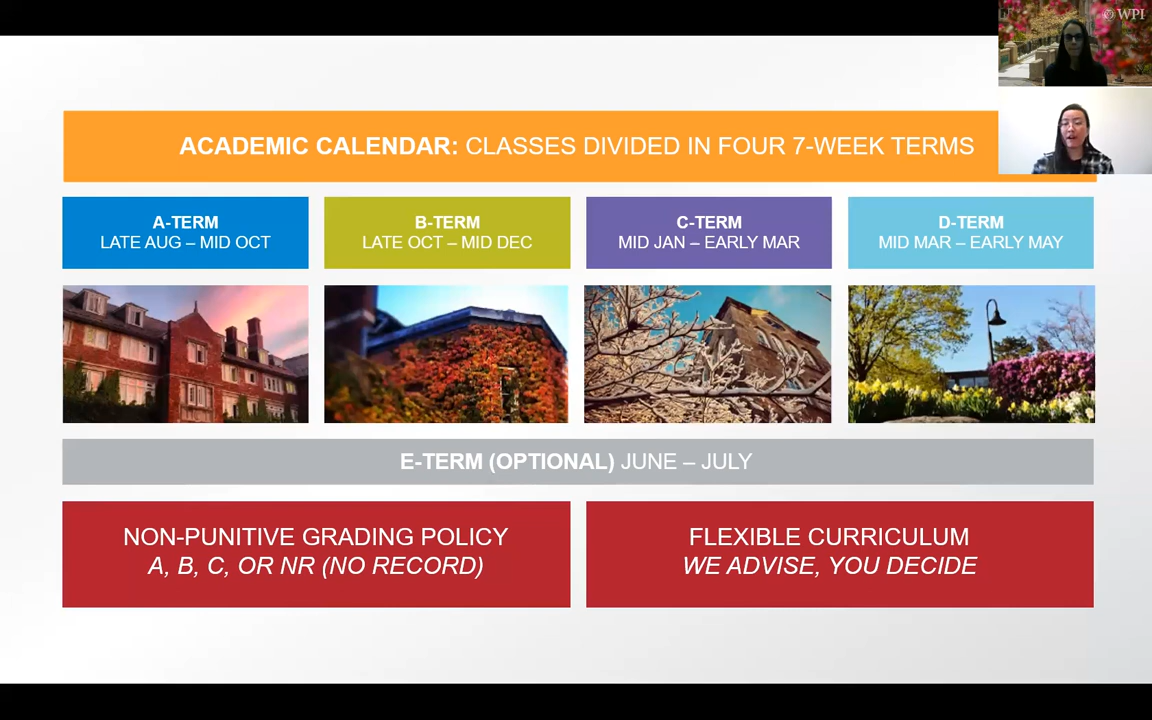 WPI
ACADEMIC CALENDAR: CLASSES DIVIDED IN FOUR 7-WEEK TERMS
A-TERM
LATE AUG – MID OCT
B-TERM
LATE OCT – MID DEC
C-TERM
MID JAN – EARLY MAR
D-TERM
MID MAR – EARLY MAY
E-TERM (OPTIONAL) JUNE – JULY
NON-PUNITIVE GRADING POLICY
A, B, C, OR NR (NO RECORD)
FLEXIBLE CURRICULUM
WE ADVISE, YOU DECIDE